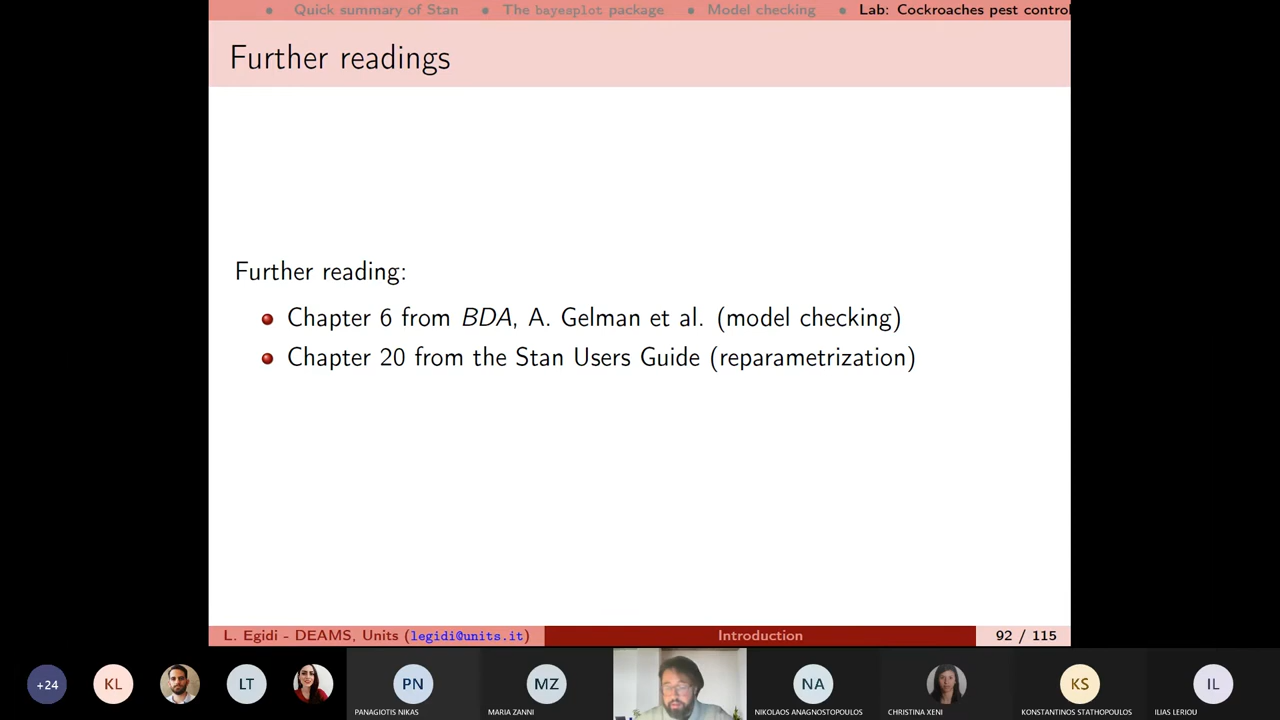 Quick summary of Stan The bayesplot package Model checking Lab: Cockroaches pest control
Further readings
Further reading:
Chapter 6 from BDA, A. Gelman et al. (model checking)
Chapter 20 from the Stan Users Guide (reparametrization)
L. Egidi - DEAMS, Units (legidi@units.it) Introduction 92 / 115
+24 KL LT PN MZ NA KS IL
PANAGIOTIS NIKAS MARIA ZANNI NIKOLAOS ANAGNOSTOPOULOS CHRISTINA XENI KONSTANTINOS STATHOPOULOS ILIAS LERIOU